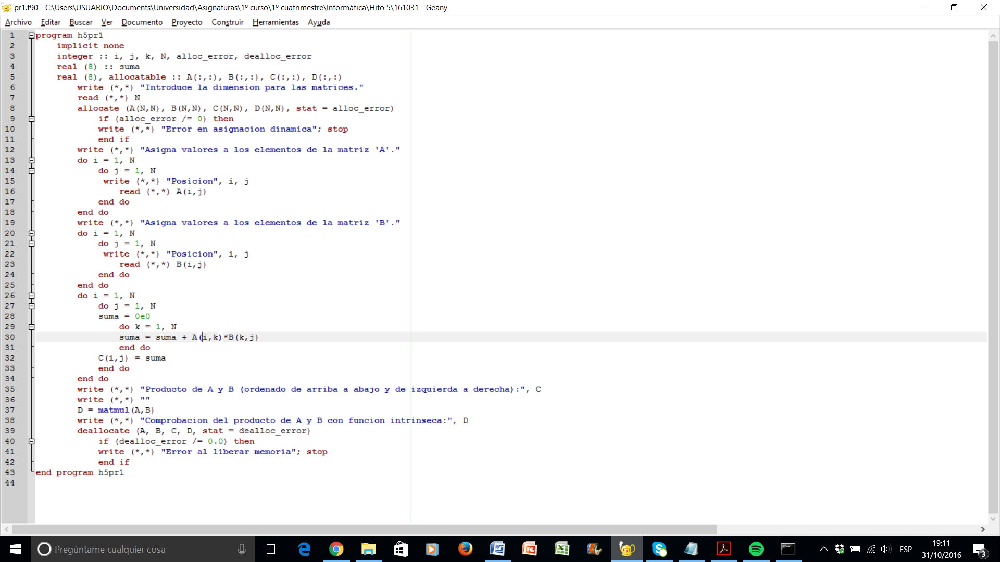 pr1.f90 - C:\Users\USUARIO\Documents\Universidad\Asignaturas\1º curso\1º cuatrimestre\Informática\Hito 5\161031 - Geany
Archivo Editar Buscar Ver Documento Proyecto Construir Herramientas Ayuda
1 program h5pr1
2 implicit none
3 integer :: i, j, k, N, alloc_error, dealloc_error
4 real (8) :: suma
5 real (8), allocatable :: A(:,:), B(:,:), C(:,:), D(:,:)
6 write (*,*) "Introduce la dimension para las matrices."
7 read (*,*) N
8 allocate (A(N,N), B(N,N), C(N,N), D(N,N), stat = alloc_error)
9 if (alloc_error /= 0) then
10 write (*,*) "Error en asignacion dinamica"; stop
11 end if
12 write (*,*) "Asigna valores a los elementos de la matriz 'A'."
13 do i = 1, N
14 do j = 1, N
15 write (*,*) "Posicion", i, j
16 read (*,*) A(i,j)
17 end do
18 end do
19 write (*,*) "Asigna valores a los elementos de la matriz 'B'."
20 do i = 1, N
21 do j = 1, N
22 write (*,*) "Posicion", i, j
23 read (*,*) B(i,j)
24 end do
25 end do
26 do i = 1, N
27 do j = 1, N
28 suma = 0e0
29 do k = 1, N
30 suma = suma + A(i,k)*B(k,j)
31 end do
32 C(i,j) = suma
33 end do
34 end do
35 write (*,*) "Producto de A y B (ordenado de arriba a abajo y de izquierda a derecha):", C
36 write (*,*) ""
37 D = matmul(A,B)
38 write (*,*) "Comprobacion del producto de A y B con funcion intrinseca:", D
39 deallocate (A, B, C, D, stat = dealloc_error)
40 if (dealloc_error /= 0.0) then
41 write (*,*) "Error al liberar memoria"; stop
42 end if
43 end program h5pr1
44
Pregúntame cualquier cosa
ESP
19:11
31/10/2016
3